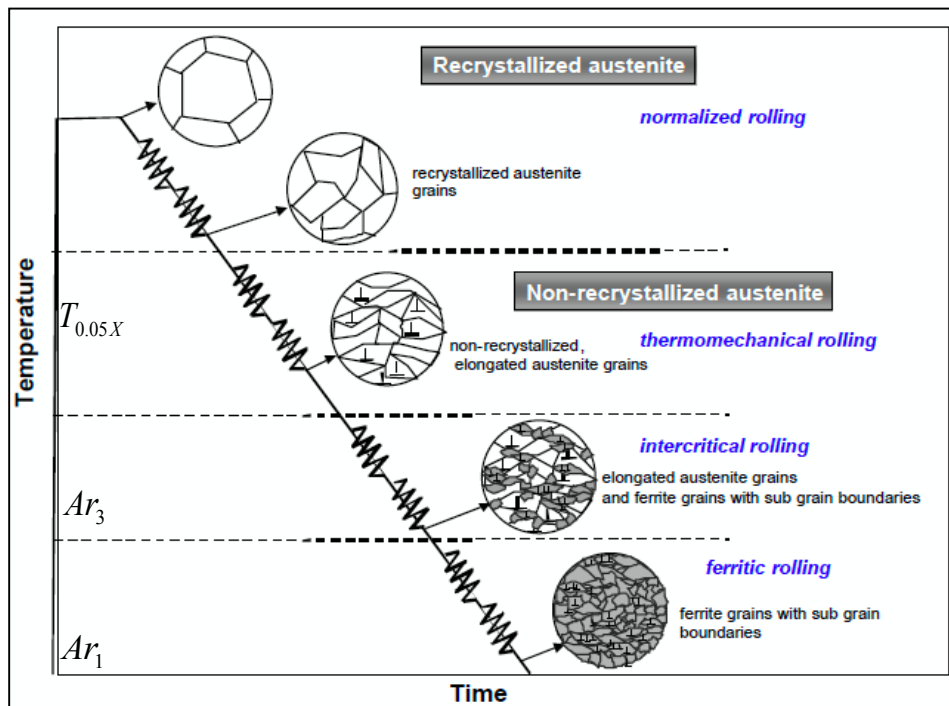 Recrystallized austenite
normalized rolling
recrystallized austenite
grains
Non-recrystallized austenite
Temperature
T0.05X
thermomechanical rolling
non-recrystallized,
elongated austenite grains
intercritical rolling
elongated austenite grains
and ferrite grains with sub grain boundaries
Ar3
ferritic rolling
ferrite grains with sub grain
boundaries
Ar1
Time